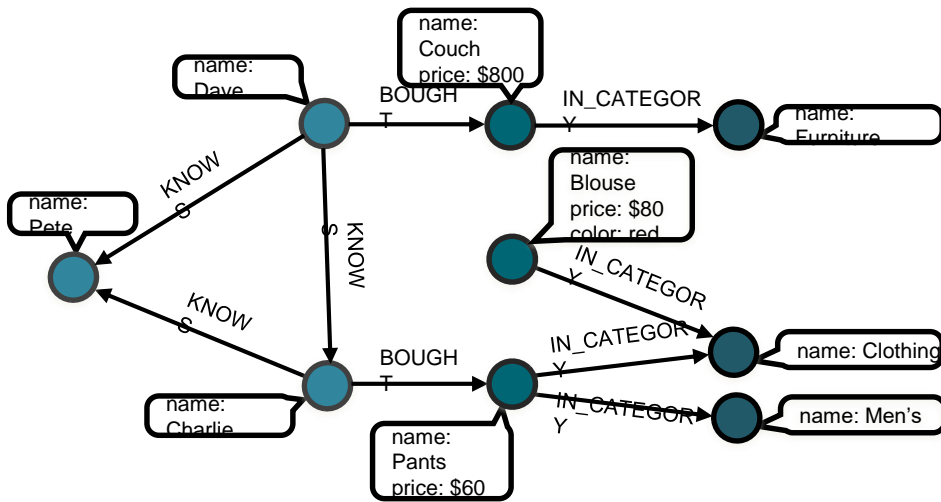 name:
Couch
price: $800
name:
Dave
BOUGH
T
IN_CATEGOR
Y
name:
Furniture
name:
Blouse
price: $80
color: red
KNOW
S
name:
Pete
KNOW
S
IN_CATEGOR
Y
KNOW
S
IN_CATEGOR
Y
name: Clothing
BOUGH
T
name:
Charlie
IN_CATEGOR
Y
name: Men's
name:
Pants
price: $60